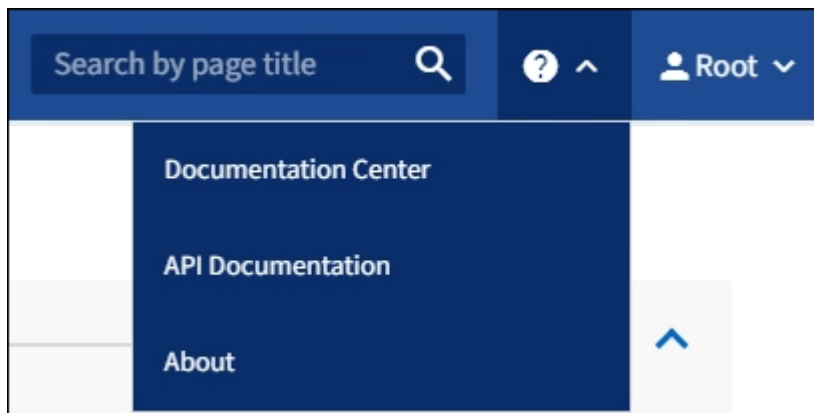 Search by page title
Root
Documentation Center
API Documentation
About